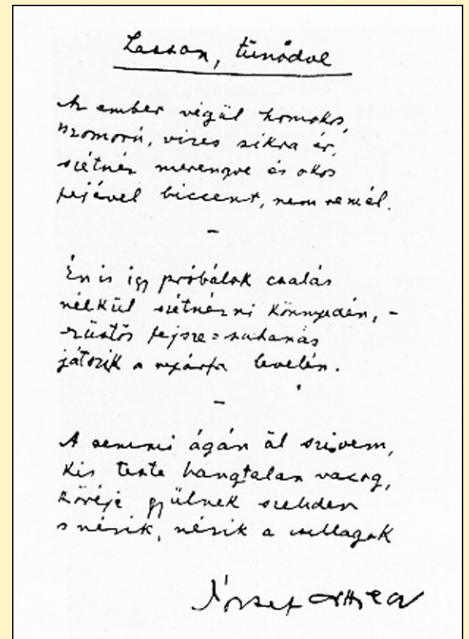 Lassan, tünődve
Az ember végül homokos,
szomorú, vizes sikra ér,
szétnéz merengve és okos
fejével biccent, nem remél.
–
Én is így próbálok csalás
nélkül szétnézni könnyedén, –
ezüstös fejsze=suhanás
játszik a nyárfa levelén.
–
A semmi ágán ül szivem,
kis teste hangtalan vacog,
köréje gyülnek szeliden
s nézik, nézik a csillagok
József Attila